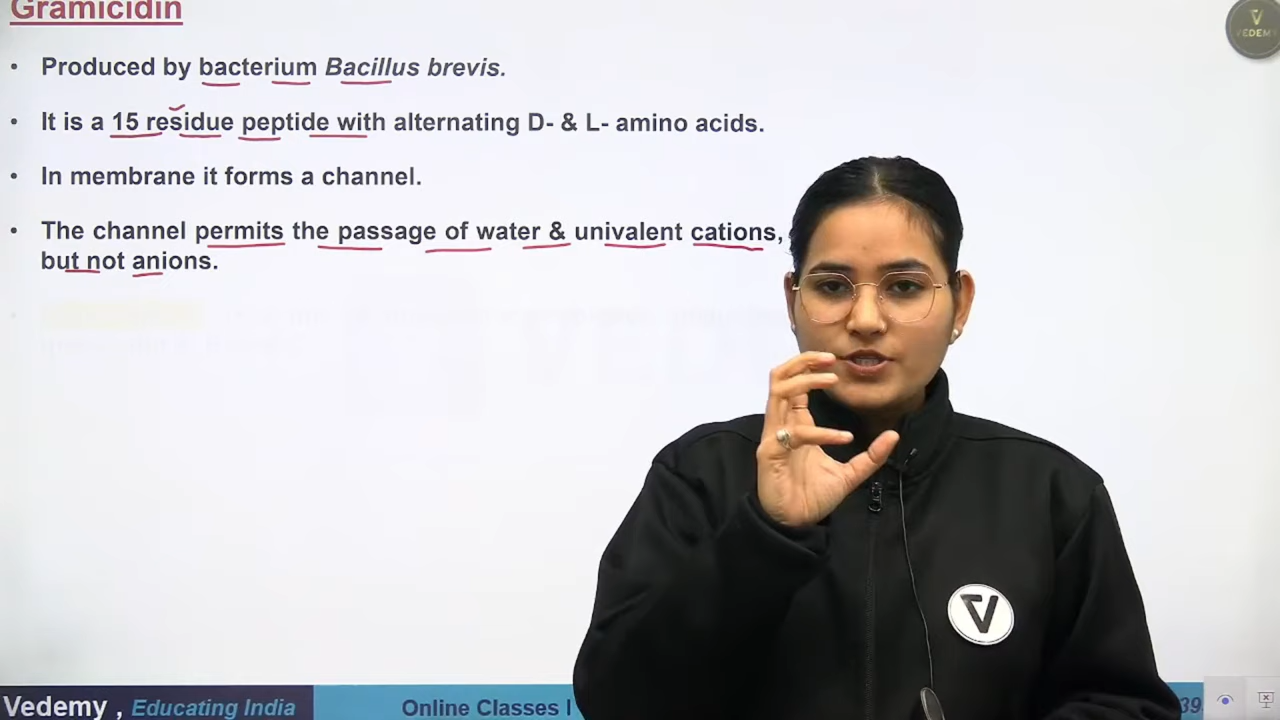 Gramicidin
VEDEMY
• Produced by bacterium Bacillus brevis.
• It is a 15 residue peptide with alternating D- & L- amino acids.
• In membrane it forms a channel.
• The channel permits the passage of water & univalent cations,
but not anions.
Vedemy , Educating India
Online Classes
39